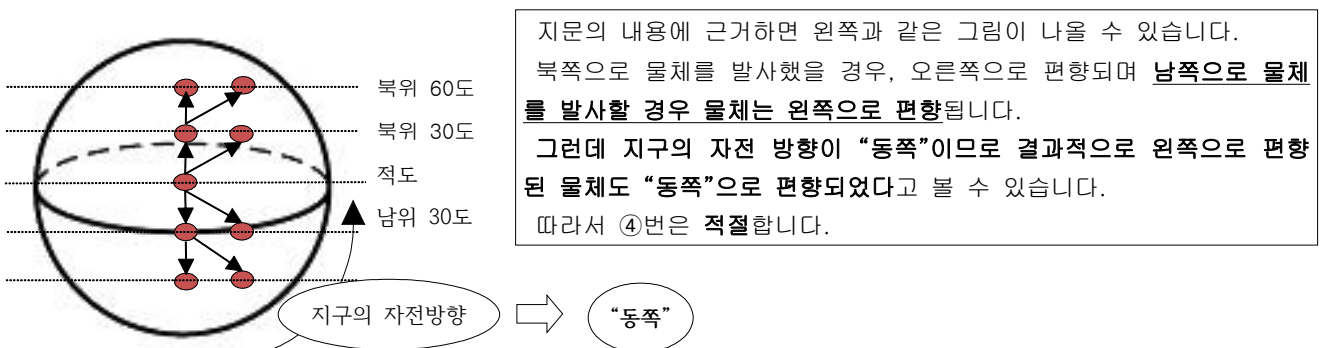 지문의 내용에 근거하면 왼쪽과 같은 그림이 나올 수 있습니다.
북쪽으로 물체를 발사했을 경우, 오른쪽으로 편향되며 남쪽으로 물체
를 발사할 경우 물체는 왼쪽으로 편향됩니다.
그런데 지구의 자전 방향이 “동쪽”이므로 결과적으로 왼쪽으로 편향
된 물체도 “동쪽”으로 편향되었다고 볼 수 있습니다.
따라서 ④번은 적절합니다.
북위 60도
북위 30도
적도
남위 30도
지구의 자전방향
“동쪽”